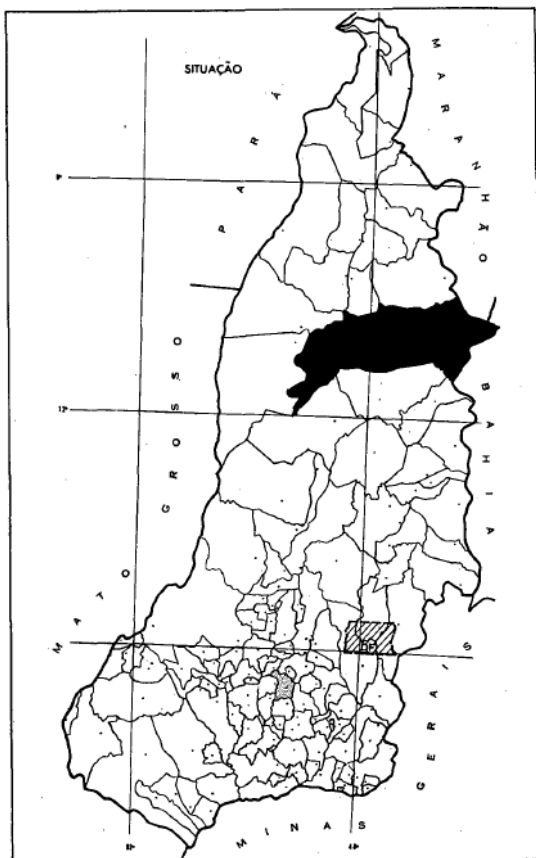 SITUAÇÃO
MARANHÃO
PARÁ
MATO GROSSO
BAHIA
DF
MINAS GERAIS